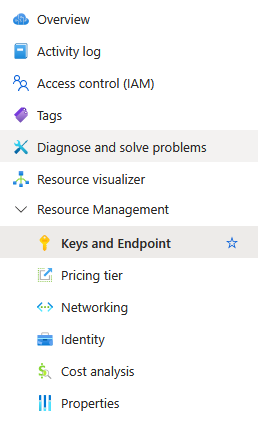 Overview
Activity log
Access control (IAM)
Tags
Diagnose and solve problems
Resource visualizer
Resource Management
Keys and Endpoint
Pricing tier
Networking
Identity
Cost analysis
Properties